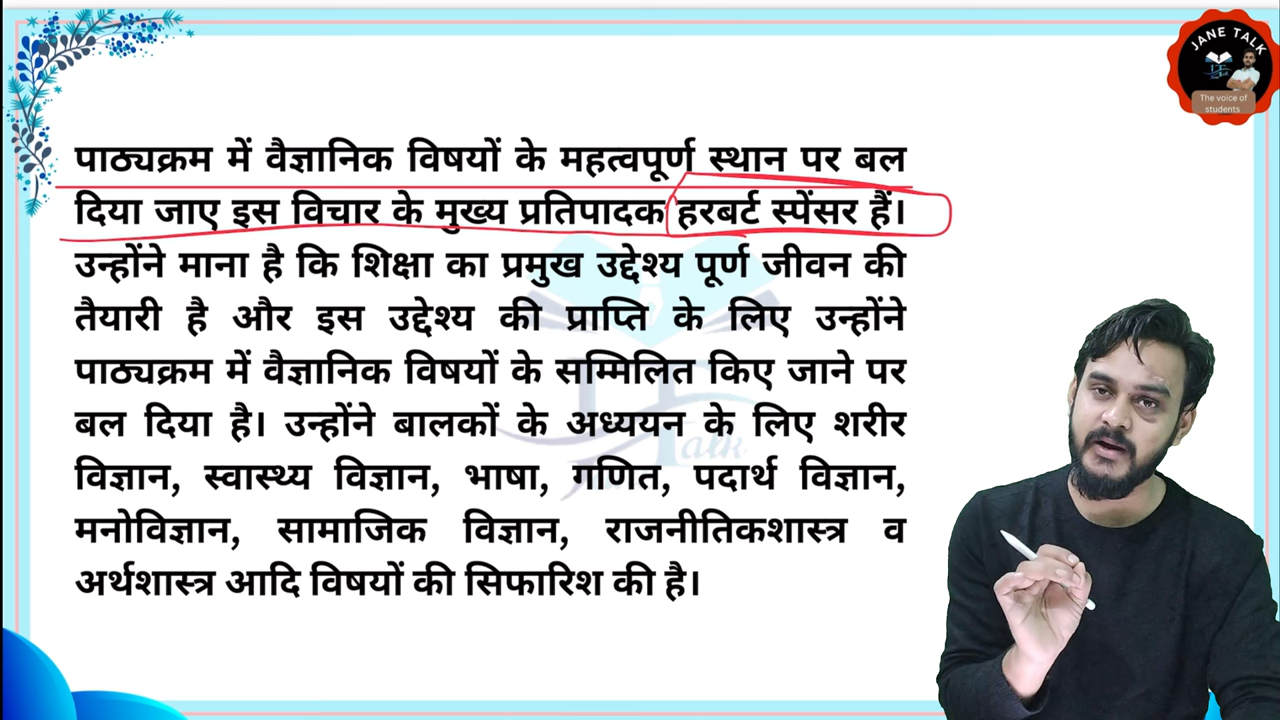 JANE TALK
The voice of
students
पाठ्यक्रम में वैज्ञानिक विषयों के महत्वपूर्ण स्थान पर बल
दिया जाए इस विचार के मुख्य प्रतिपादक हरबर्ट स्पेंसर हैं।
उन्होंने माना है कि शिक्षा का प्रमुख उद्देश्य पूर्ण जीवन की
तैयारी है और इस उद्देश्य की प्राप्ति के लिए उन्होंने
पाठ्यक्रम में वैज्ञानिक विषयों के सम्मिलित किए जाने पर
बल दिया है। उन्होंने बालकों के अध्ययन के लिए शरीर
विज्ञान, स्वास्थ्य विज्ञान, भाषा, गणित, पदार्थ विज्ञान,
मनोविज्ञान, सामाजिक विज्ञान, राजनीतिकशास्त्र व
अर्थशास्त्र आदि विषयों की सिफारिश की है।
Talk